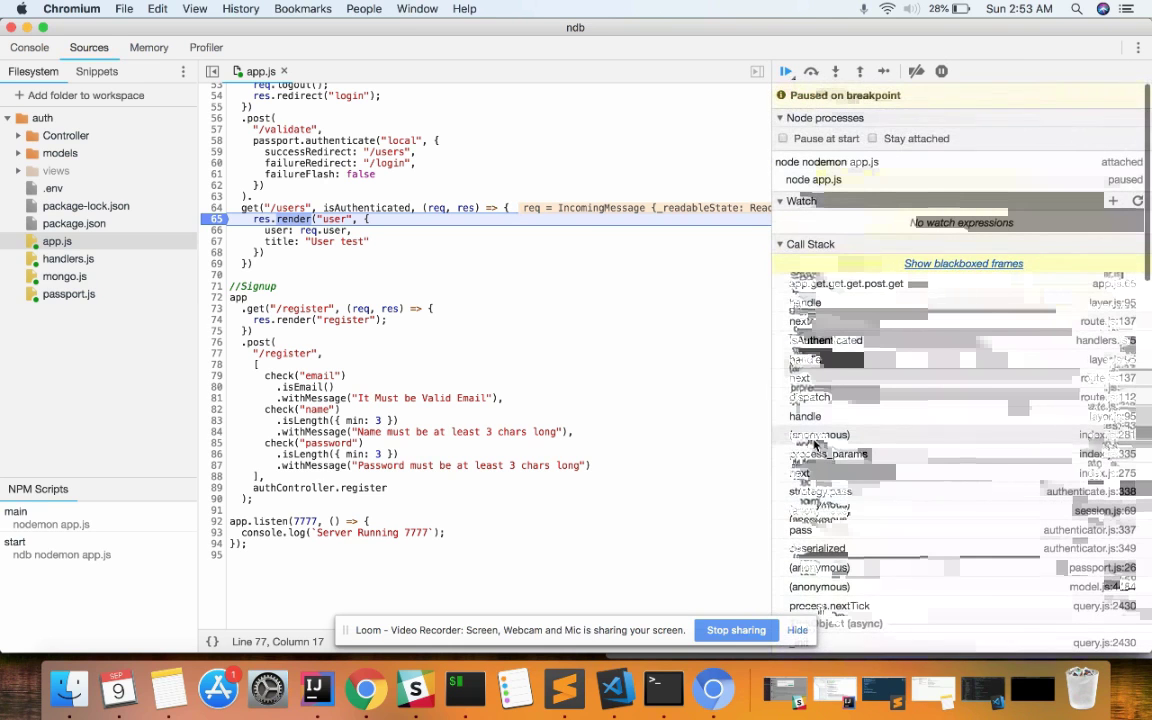 Chromium File Edit View History Bookmarks People Window Help 28% Sun 2:53 AM
ndb
Console Sources Memory Profiler
Filesystem Snippets
app.js
+ Add folder to workspace
auth
Controller
models
views
.env
package-lock.json
package.json
app.js
handlers.js
mongo.js
passport.js
NPM Scripts
main
nodemon app.js
start
ndb nodemon app.js
53 req.logout();
54 res.redirect("login");
55 })
56 .post(
57 "/validate",
58 passport.authenticate("local", {
59 successRedirect: "/users",
60 failureRedirect: "/login",
61 failureFlash: false
62 })
63 ).
64 get("/users", isAuthenticated, (req, res) => { req = IncomingMessage {_readableState: Reac
65 res.render("user", {
66 user: req.user,
67 title: "User test"
68 })
69 })
70
71 //Signup
72 app
73 .get("/register", (req, res) => {
74 res.render("register");
75 })
76 .post(
77 "/register",
78 [
79 check("email")
80 .isEmail()
81 .withMessage("It Must be Valid Email"),
82 check("name")
83 .isLength({ min: 3 })
84 .withMessage("Name must be at least 3 chars long"),
85 check("password")
86 .isLength({ min: 3 })
87 .withMessage("Password must be at least 3 chars long")
88 ],
89 authController.register
90 );
91
92 app.listen(7777, () => {
93 console.log(`Server Running 7777`);
94 });
95
{} Line 77, Column 17
Paused on breakpoint
Node processes
Pause at start Stay attached
node nodemon app.js attached
node app.js paused
Watch
No watch expressions
Call Stack
Show blackboxed frames
app.get.get.post.get app.js:65
handle layer.js:95
next route.js:137
isAuthenticated handlers.js
handle
next route.js:137
dispatch route.js:112
handle layer.js:95
(anonymous) index.js:281
process_params index.js:335
next index.js:275
strategy.pass authenticate.js:338
(anonymous) session.js:69
pass authenticator.js:337
deserialized authenticator.js:349
(anonymous) passport.js:26
(anonymous)
process.nextTick query.js:2430
(async)
_init query.js:2430
Loom - Video Recorder: Screen, Webcam and Mic is sharing your screen. Stop sharing Hide
SEP
9
1